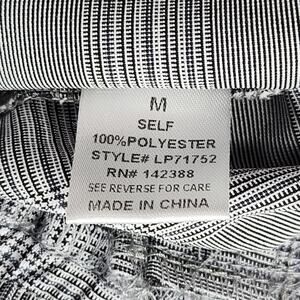 M
SELF
100%POLYESTER
STYLE# LP71752
RN# 142388
SEE REVERSE FOR CARE
MADE IN CHINA